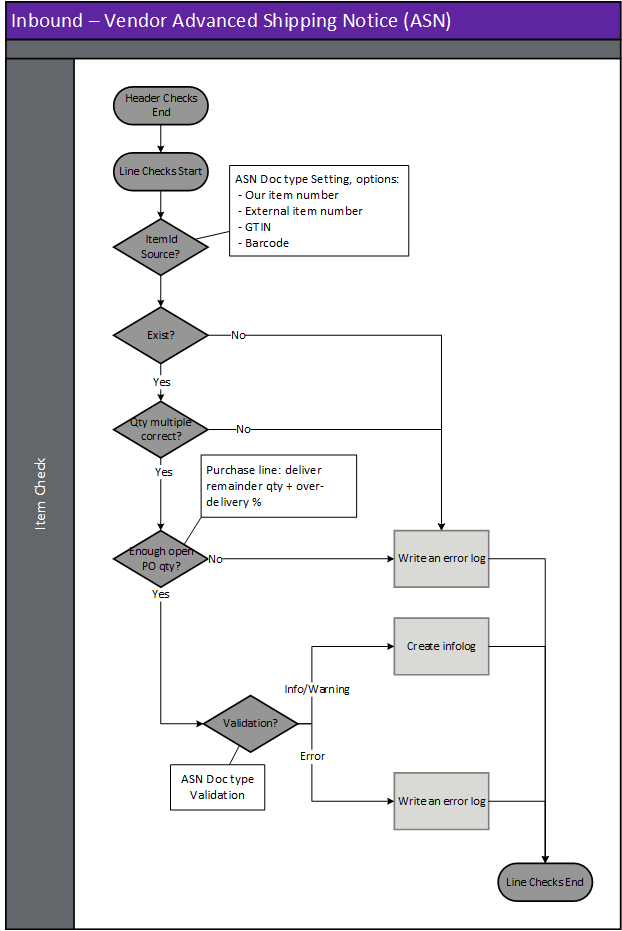 Inbound – Vendor Advanced Shipping Notice (ASN)
Item Check
Header Checks
End
Line Checks Start
ASN Doc type Setting, options:
- Our item number
- External item number
- GTIN
- Barcode
ItemId
Source?
Exist?
No
Yes
Qty multiple
correct?
No
Yes
Purchase line: deliver
remainder qty + over-
delivery %
Enough open
PO qty?
No
Write an error log
Yes
Create infolog
Info/Warning
Validation?
Error
ASN Doc type
Validation
Write an error log
Line Checks End